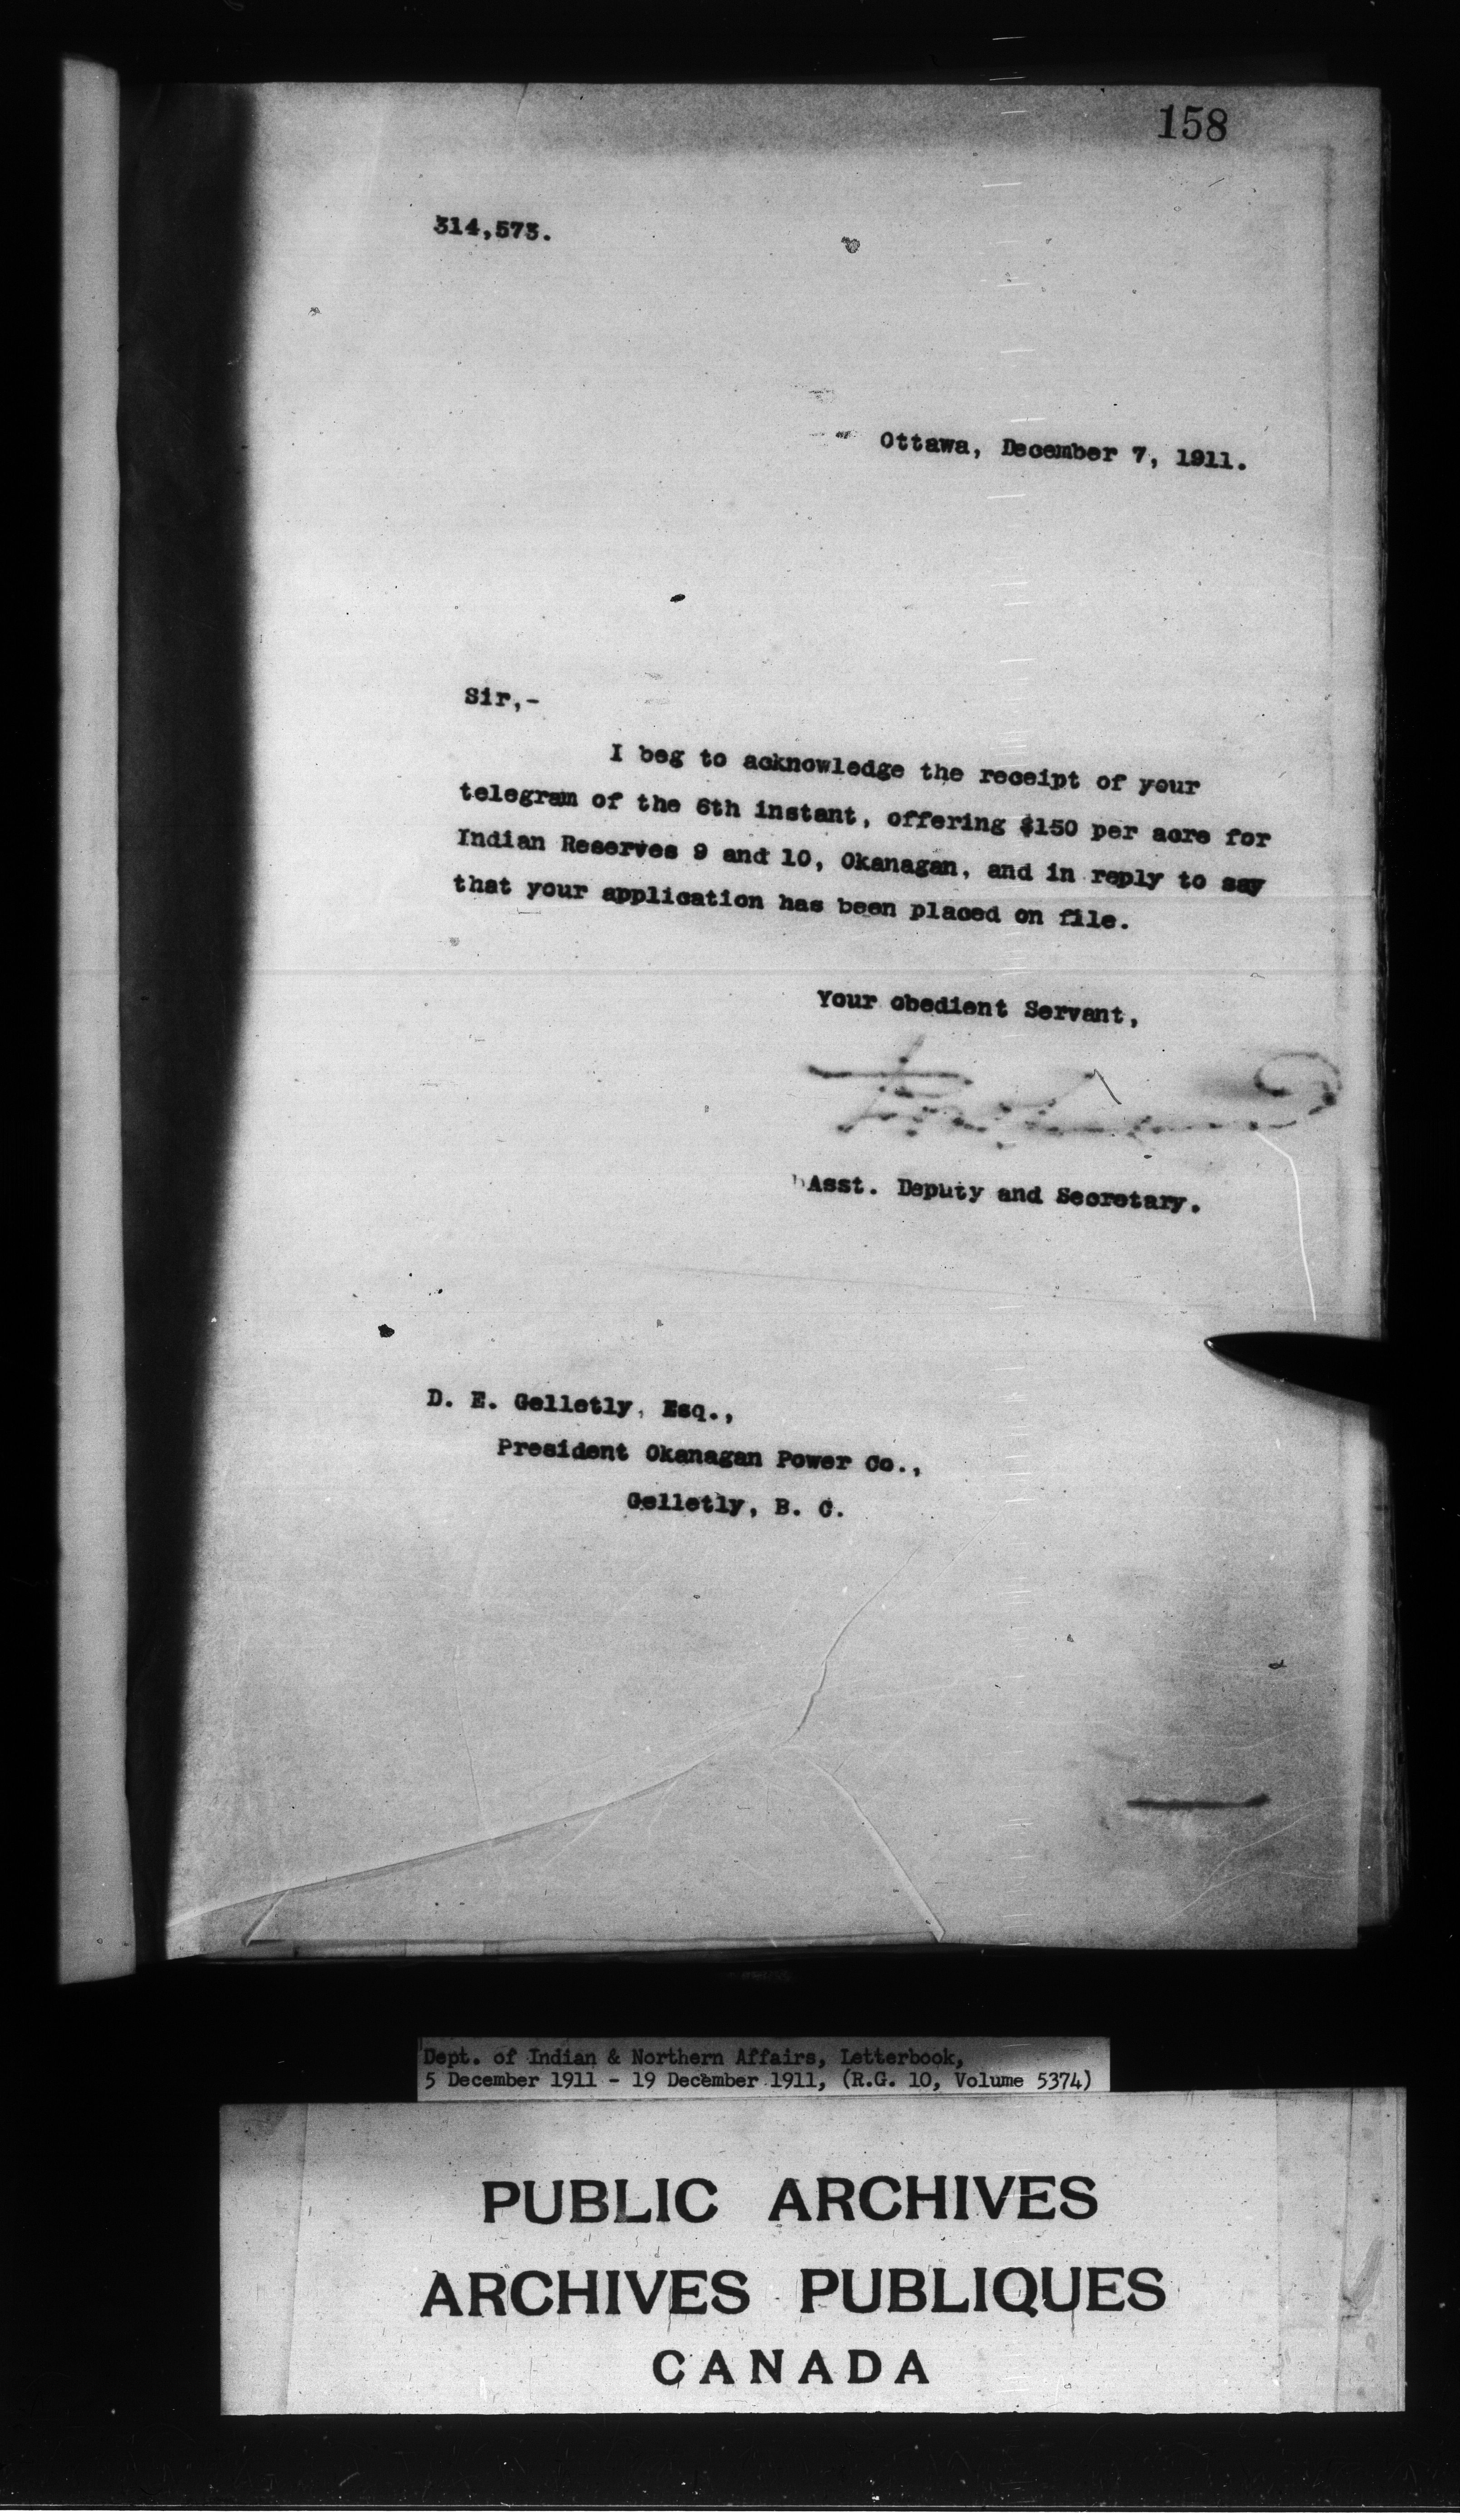 158
314,573.
Ottawa, December 7, 1911.
Sir,-
I beg to acknowledge the receipt of your
telegram of the 6th instant, offering $150 per acre for
Indian Reserves 9 and 10, Okanagan, and in reply to say
that your application has been placed on file.
Your obedient Servant,
Asst. Deputy and Secretary.
D. E. Gelletly, Esq.,
President Okanagan Power Co.,
Gelletly, B. C.
Dept. of Indian & Northern Affairs, Letterbook,
5 December 1911 - 19 December 1911, (R.G. 10, Volume 5374)
PUBLIC ARCHIVES
ARCHIVES PUBLIQUES
CANADA